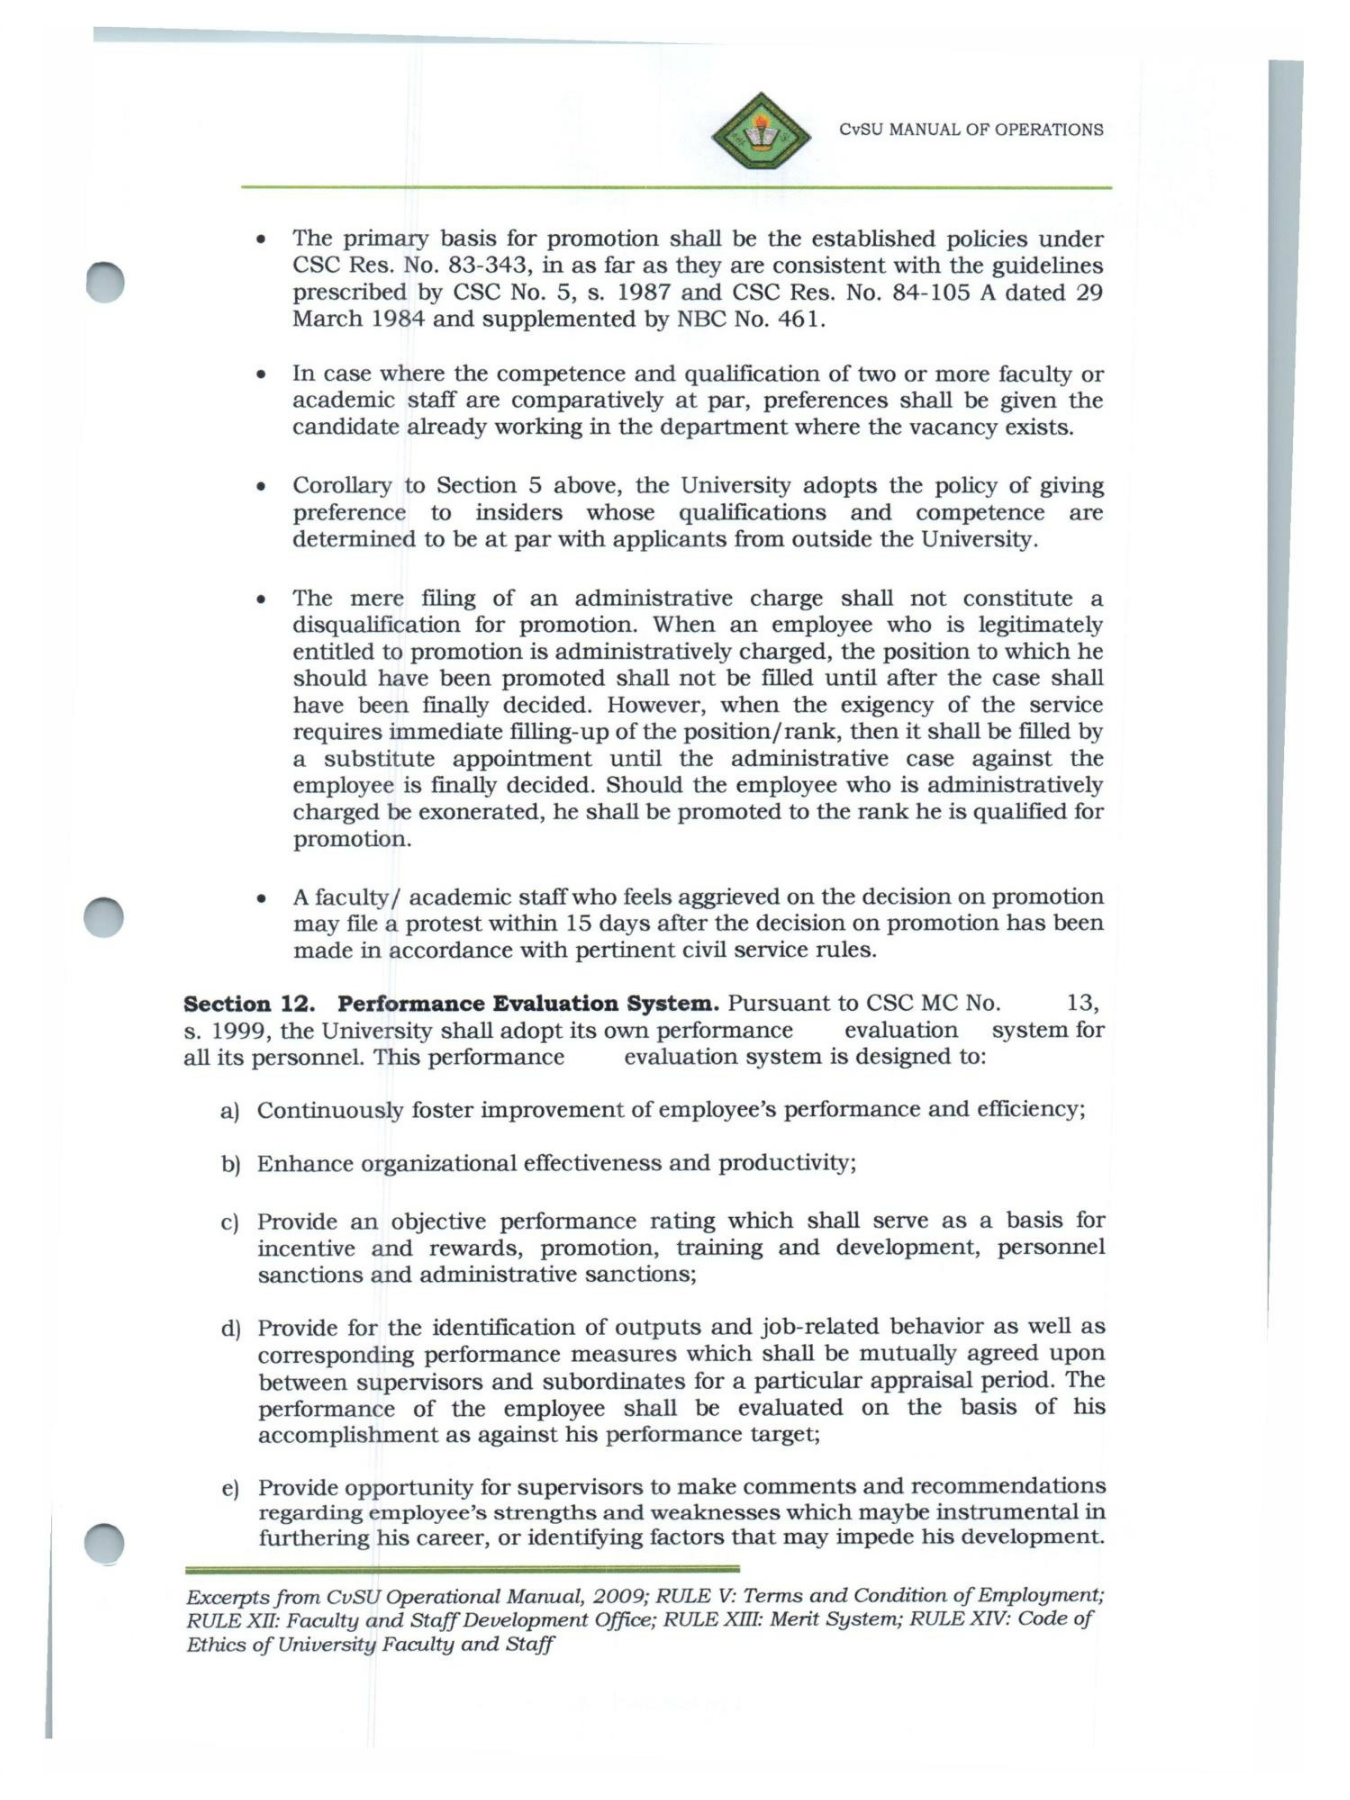 CvSU MANUAL OF OPERATIONS
• The primary basis for promotion shall be the established policies under
CSC Res. No. 83-343, in as far as they are consistent with the guidelines
prescribed by CSC No. 5, s. 1987 and CSC Res. No. 84-105 A dated 29
March 1984 and supplemented by NBC No. 461.
• In case where the competence and qualification of two or more faculty or
academic staff are comparatively at par, preferences shall be given the
candidate already working in the department where the vacancy exists.
• Corollary to Section 5 above, the University adopts the policy of giving
preference to insiders whose qualifications and competence are
determined to be at par with applicants from outside the University.
• The mere filing of an administrative charge shall not constitute a
disqualification for promotion. When an employee who is legitimately
entitled to promotion is administratively charged, the position to which he
should have been promoted shall not be filled until after the case shall
have been finally decided. However, when the exigency of the service
requires immediate filling-up of the position/rank, then it shall be filled by
a substitute appointment until the administrative case against the
employee is finally decided. Should the employee who is administratively
charged be exonerated, he shall be promoted to the rank he is qualified for
promotion.
• A faculty/ academic staff who feels aggrieved on the decision on promotion
may file a protest within 15 days after the decision on promotion has been
made in accordance with pertinent civil service rules.
Section 12. Performance Evaluation System. Pursuant to CSC MC No. 13,
s. 1999, the University shall adopt its own performance evaluation system for
all its personnel. This performance evaluation system is designed to:
a) Continuously foster improvement of employee's performance and efficiency;
b) Enhance organizational effectiveness and productivity;
c) Provide an objective performance rating which shall serve as a basis for
incentive and rewards, promotion, training and development, personnel
sanctions and administrative sanctions;
d) Provide for the identification of outputs and job-related behavior as well as
corresponding performance measures which shall be mutually agreed upon
between supervisors and subordinates for a particular appraisal period. The
performance of the employee shall be evaluated on the basis of his
accomplishment as against his performance target;
e) Provide opportunity for supervisors to make comments and recommendations
regarding employee's strengths and weaknesses which maybe instrumental in
furthering his career, or identifying factors that may impede his development.
Excerpts from CvSU Operational Manual, 2009; RULE V: Terms and Condition of Employment;
RULE XII: Faculty and Staff Development Office; RULE XIII: Merit System; RULE XIV: Code of
Ethics of University Faculty and Staff